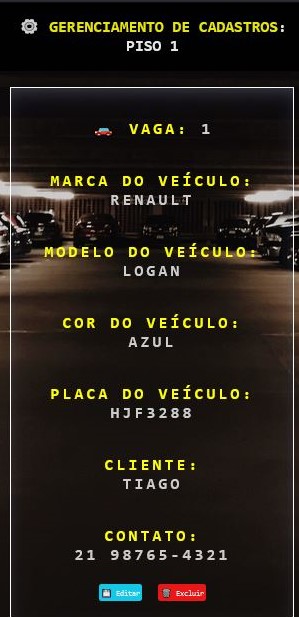 GERENCIAMENTO DE CADASTROS:
PISO 1
VAGA: 1
MARCA DO VEÍCULO:
RENAULT
MODELO DO VEÍCULO:
LOGAN
COR DO VEÍCULO:
AZUL
PLACA DO VEÍCULO:
HJF3288
CLIENTE:
TIAGO
CONTATO:
21 98765-4321
Editar Excluir